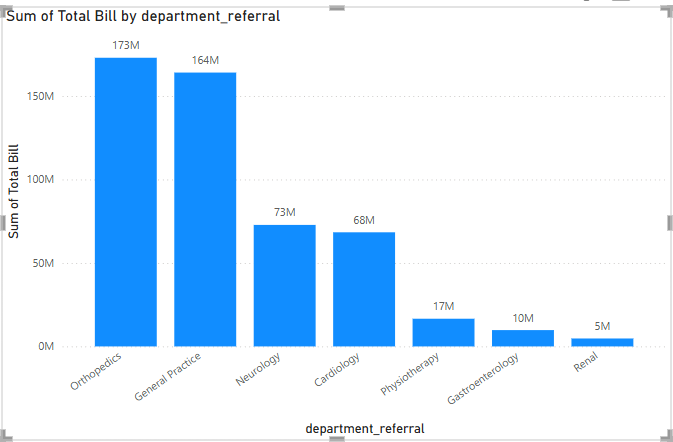 Sum of Total Bill by department_referral
173M
164M
150M
100M
73M
68M
50M
17M
10M
5M
0M
Sum of Total Bill
Orthopedics
General Practice
Neurology
Cardiology
Physiotherapy
Gastroenterology
Renal
department_referral